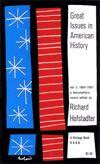 Great Issues in
American
History
vol. 2, 1864-1957
a documentary
record edited by
Richard
Hofstadter
A Vintage Book